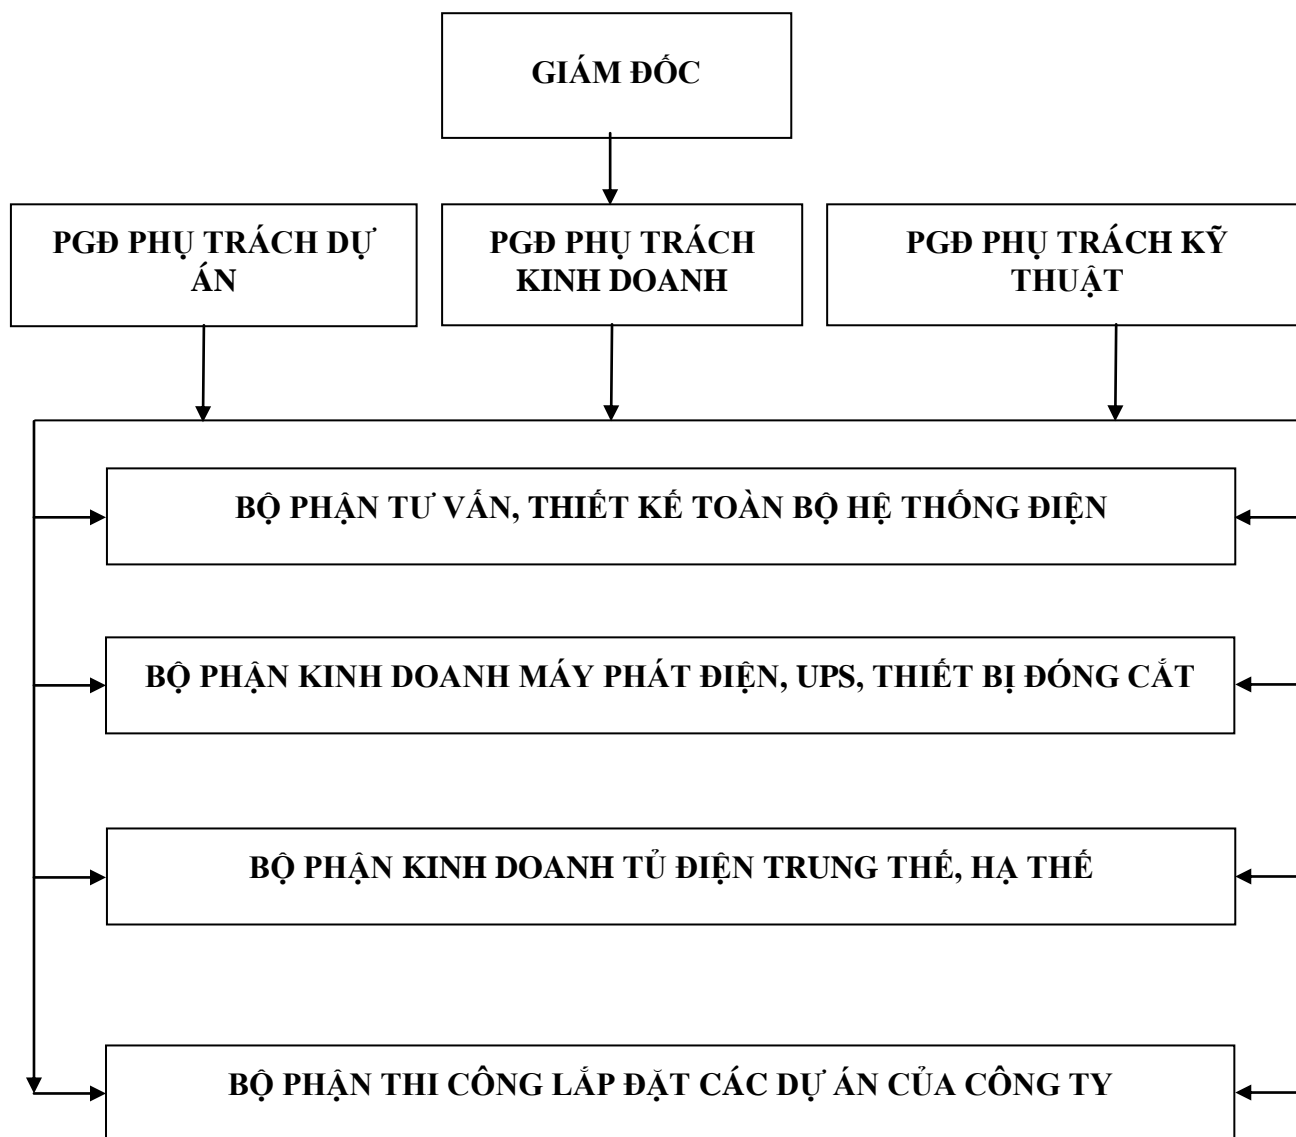 GIÁM ĐỐC
PGĐ PHỤ TRÁCH DỰ
ÁN
PGĐ PHỤ TRÁCH
KINH DOANH
PGĐ PHỤ TRÁCH KỸ
THUẬT
BỘ PHẬN TƯ VẤN, THIẾT KẾ TOÀN BỘ HỆ THỐNG ĐIỆN
BỘ PHẬN KINH DOANH MÁY PHÁT ĐIỆN, UPS, THIẾT BỊ ĐÓNG CẮT
BỘ PHẬN KINH DOANH TỦ ĐIỆN TRUNG THẾ, HẠ THẾ
BỘ PHẬN THI CÔNG LẮP ĐẶT CÁC DỰ ÁN CỦA CÔNG TY